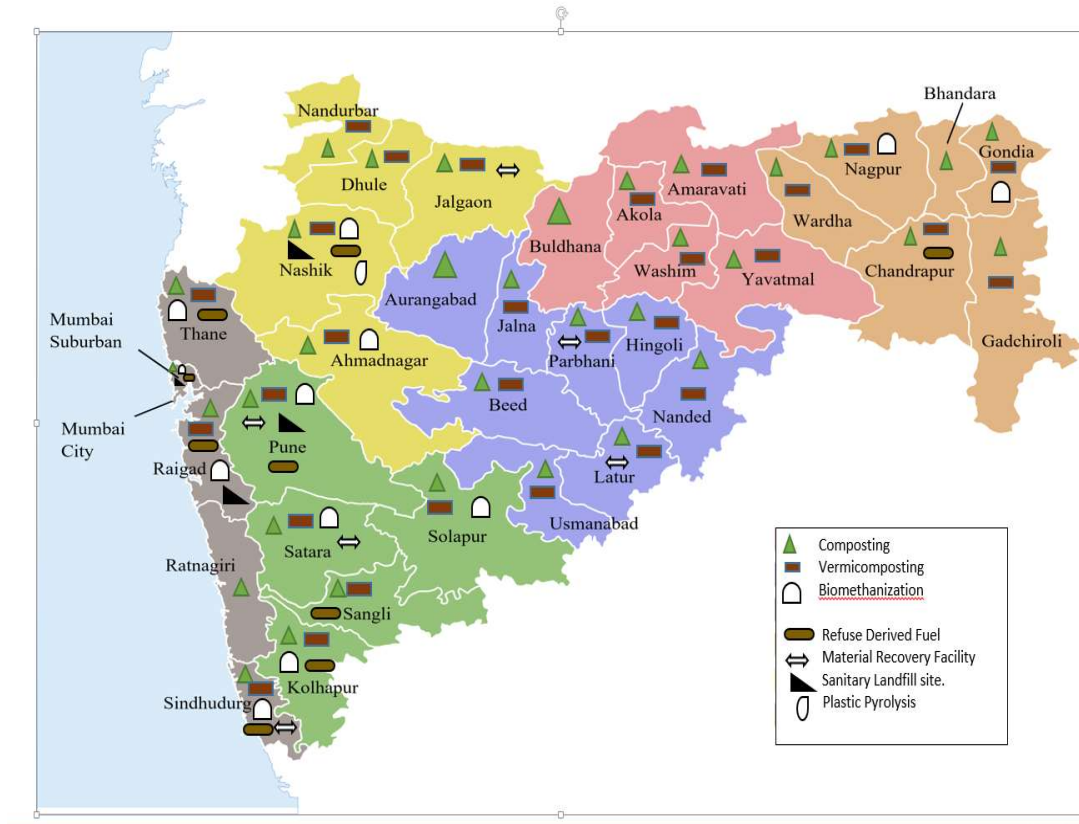 Bhandara
Nandurbar
Gondia
Nagpur
Dhule
Jalgaon
Amaravati
Akola
Wardha
Buldhana
Washim
Yavatmal
Chandrapur
Nashik
Aurangabad
Jalna
Gadchiroli
Mumbai
Suburban
Thane
Parbhani
Hingoli
Ahmadnagar
Beed
Nanded
Mumbai
City
Pune
Raigad
Latur
Usmanabad
Solapur
Satara
Ratnagiri
Sangli
Kolhapur
Sindhudurg
Composting
Vermicomposting
Biomethanization
Refuse Derived Fuel
Material Recovery Facility
Sanitary Landfill site.
Plastic Pyrolysis